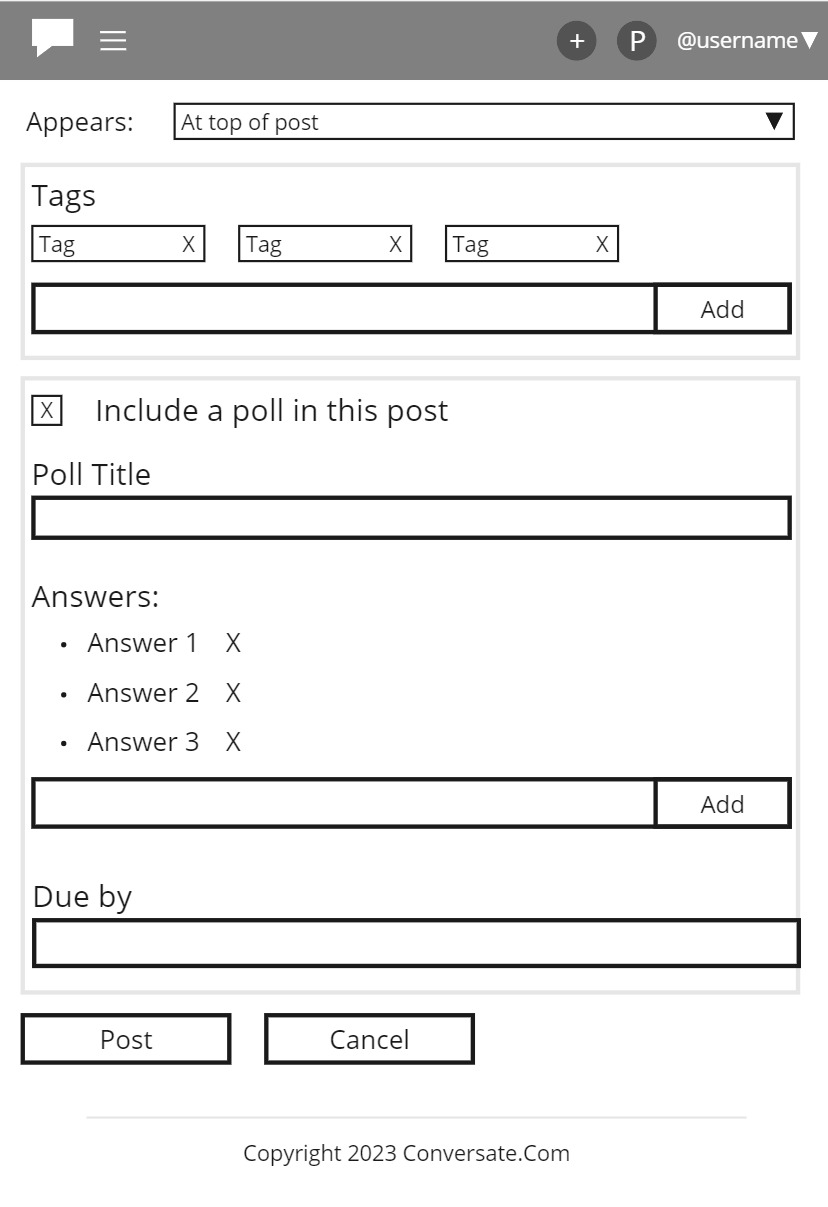 + P @username
Appears: At top of post
Tags
Tag X Tag X Tag X
Add
X Include a poll in this post
Poll Title
Answers:
• Answer 1 X
• Answer 2 X
• Answer 3 X
Add
Due by
Post Cancel
Copyright 2023 Conversate.Com